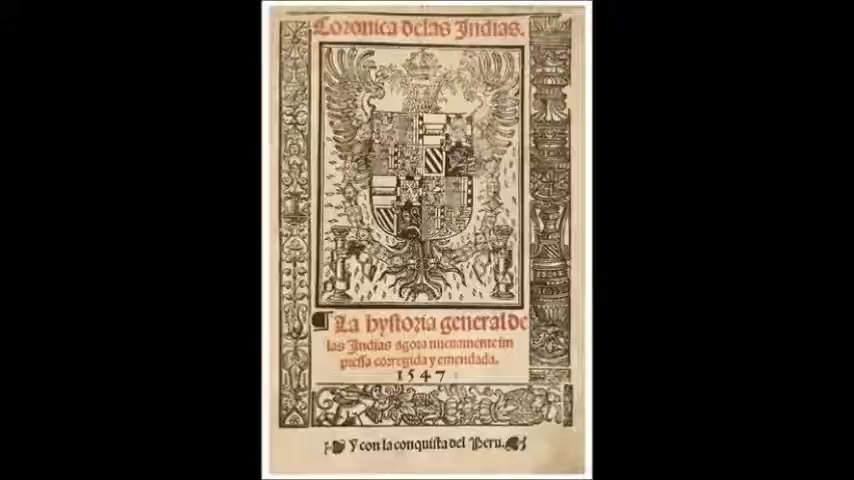 Coronica delas Indias.
¶ La hystoria general de
las Indias agora nueuamente im
pressa corregida y emendada.
1547
Y con la conquista del Peru.